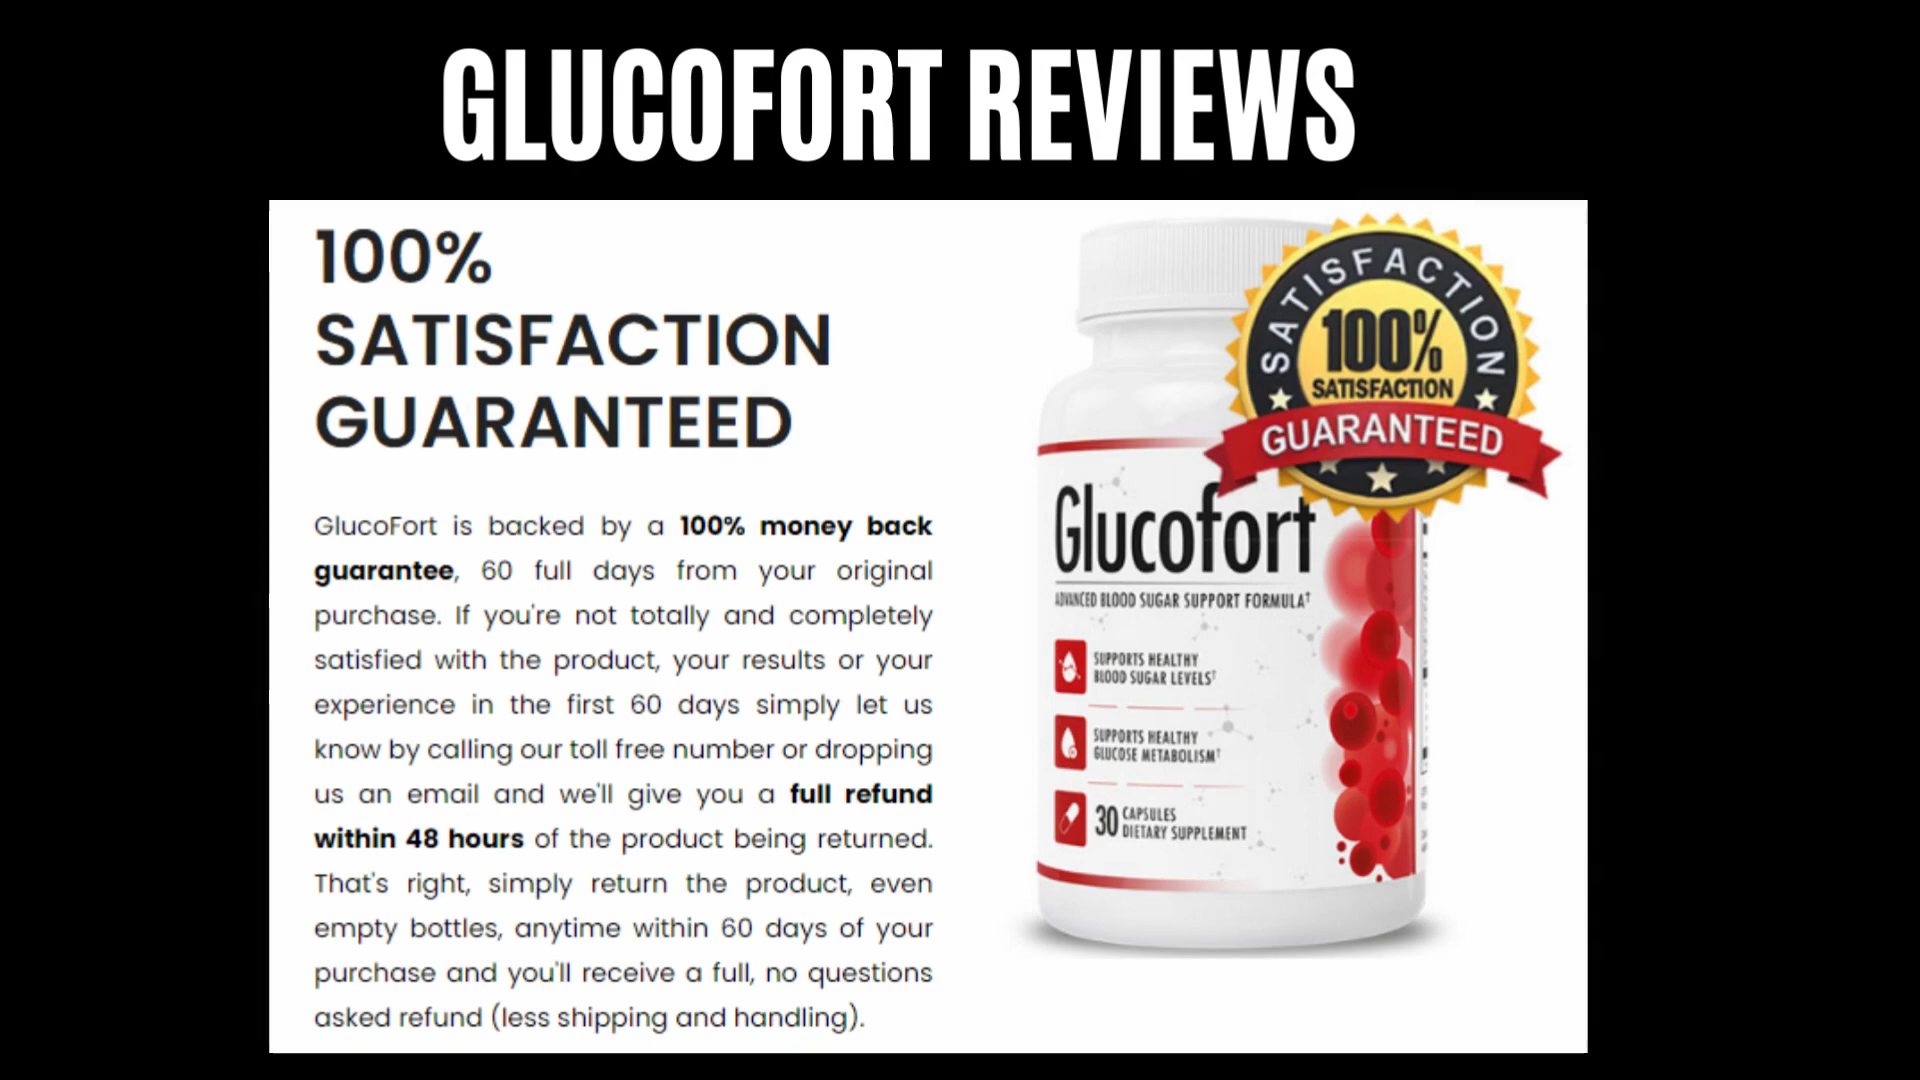 GLUCOFORT REVIEWS
100%
SATISFACTION
GUARANTEED
GlucoFort is backed by a 100% money back
guarantee, 60 full days from your original
purchase. If you're not totally and completely
satisfied with the product, your results or your
experience in the first 60 days simply let us
know by calling our toll free number or dropping
us an email and we'll give you a full refund
within 48 hours of the product being returned.
That's right, simply return the product, even
empty bottles, anytime within 60 days of your
purchase and you'll receive a full, no questions
asked refund (less shipping and handling).
SATISFACTION
100%
SATISFACTION
GUARANTEED
Glucofort
ADVANCED BLOOD SUGAR SUPPORT FORMULA†
SUPPORTS HEALTHY
BLOOD SUGAR LEVELS†
SUPPORTS HEALTHY
GLUCOSE METABOLISM†
30 CAPSULES
DIETARY SUPPLEMENT